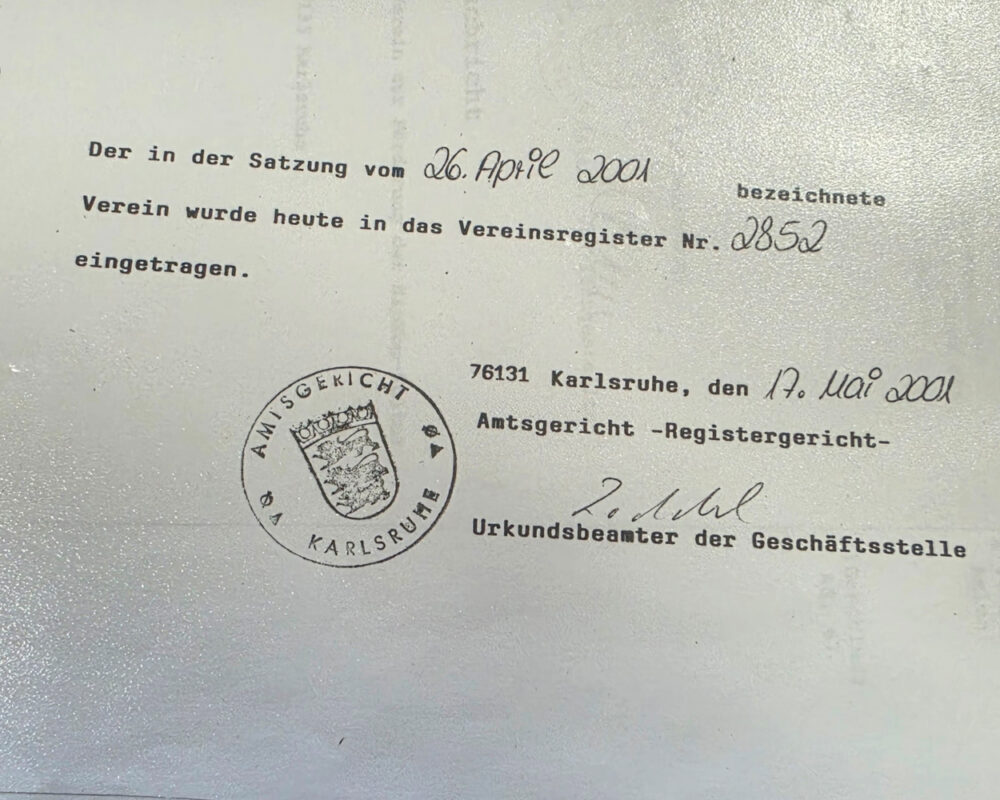 Der in der Satzung vom 26. April 2001 bezeichnete
Verein wurde heute in das Vereinsregister Nr. 2852
eingetragen.
76131 Karlsruhe, den 17. Mai 2001
Amtsgericht -Registergericht-
Urkundsbeamter der Geschäftsstelle
AMTSGERICHT
KARLSRUHE